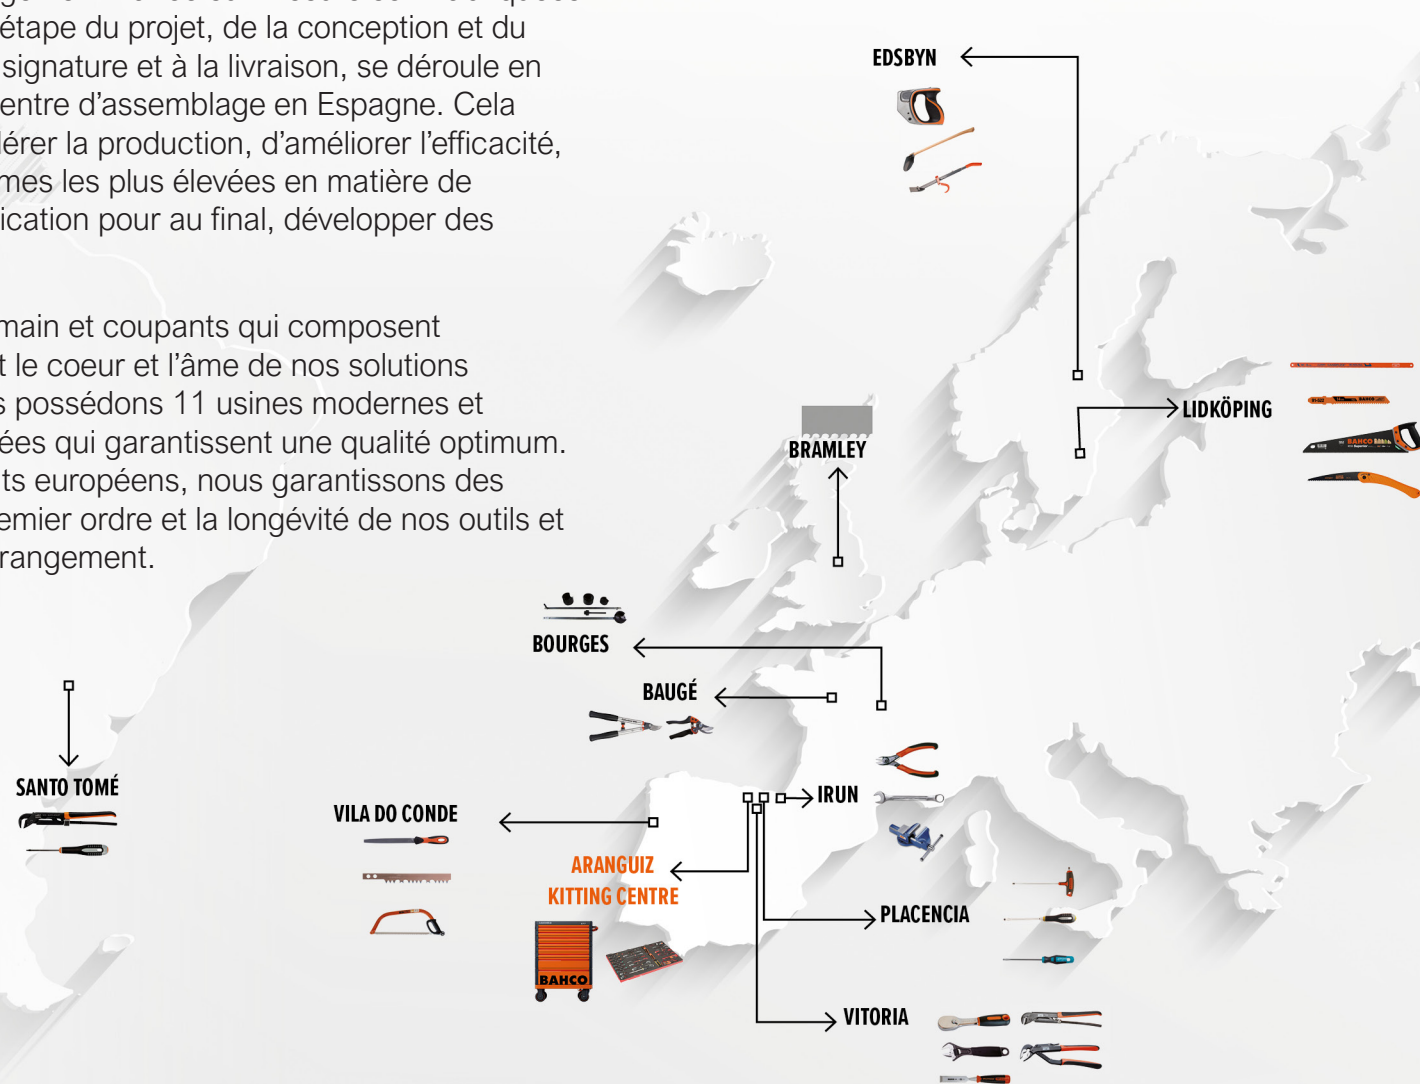 étape du projet, de la conception et du
signature et à la livraison, se déroule en
entre d’assemblage en Espagne. Cela
lérer la production, d’améliorer l’efficacité,
mes les plus élevées en matière de
ication pour au final, développer des
main et coupants qui composent
t le coeur et l’âme de nos solutions
s possédons 11 usines modernes et
ées qui garantissent une qualité optimum.
ts européens, nous garantissons des
emier ordre et la longévité de nos outils et
rangement.
EDSBYN
LIDKÖPING
BAHCO
BRAMLEY
BOURGES
BAUGÉ
SANTO TOMÉ
VILA DO CONDE
IRUN
ARANGUIZ
KITTING CENTRE
BAHCO
PLACENCIA
VITORIA